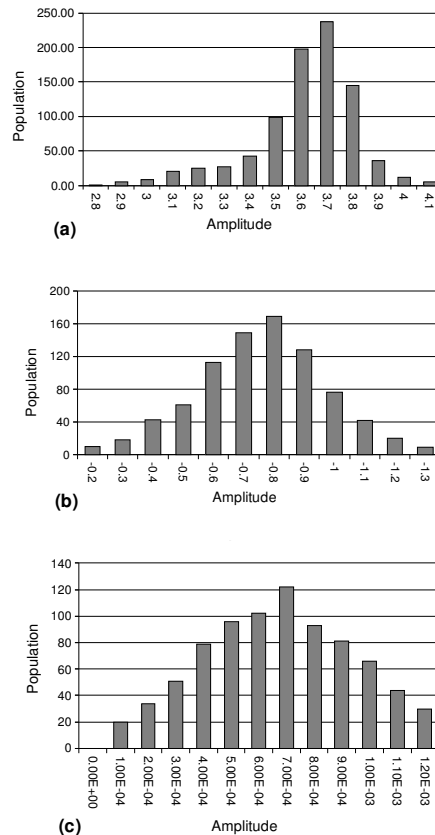 250.00
200.00
150.00
100.00
50.00
0.00
Population
2.8 2.9 3 3.1 3.2 3.3 3.4 3.5 3.6 3.7 3.8 3.9 4 4.1
(a)
Amplitude
200
160
120
80
40
0
Population
-0.2 -0.3 -0.4 -0.5 -0.6 -0.7 -0.8 -0.9 -1 -1.1 -1.2 -1.3
Amplitude
(b)
140
120
100
80
60
40
20
0
Population
0.00E+00 1.00E-04 2.00E-04 3.00E-04 4.00E-04 5.00E-04 6.00E-04 7.00E-04 8.00E-04 9.00E-04 1.00E-03 1.10E-03 1.20E-03
(c)
Amplitude